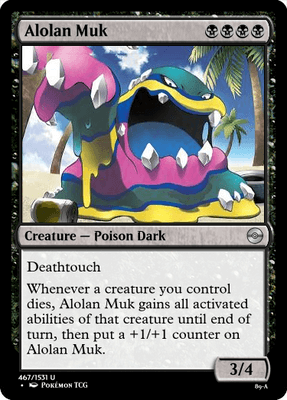 Alolan Muk
Creature — Poison Dark
Deathtouch
Whenever a creature you control
dies, Alolan Muk gains all activated
abilities of that creature until end of
turn, then put a +1/+1 counter on
Alolan Muk.
3/4
467/1531 U
• Pokémon TCG
89-A